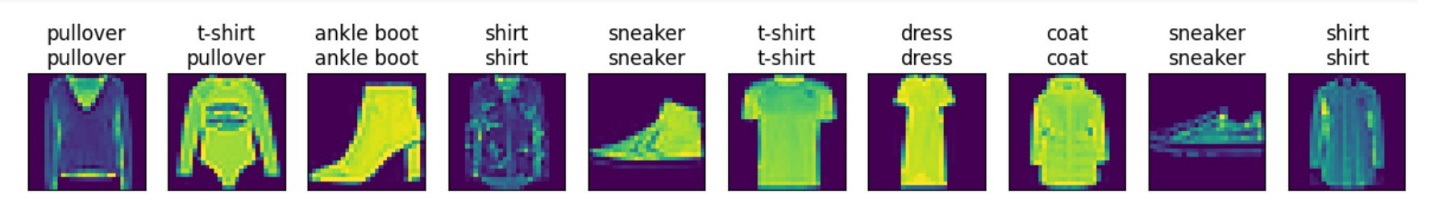 pullover t-shirt ankle boot shirt sneaker t-shirt dress coat sneaker shirt
pullover pullover ankle boot shirt sneaker t-shirt dress coat sneaker shirt